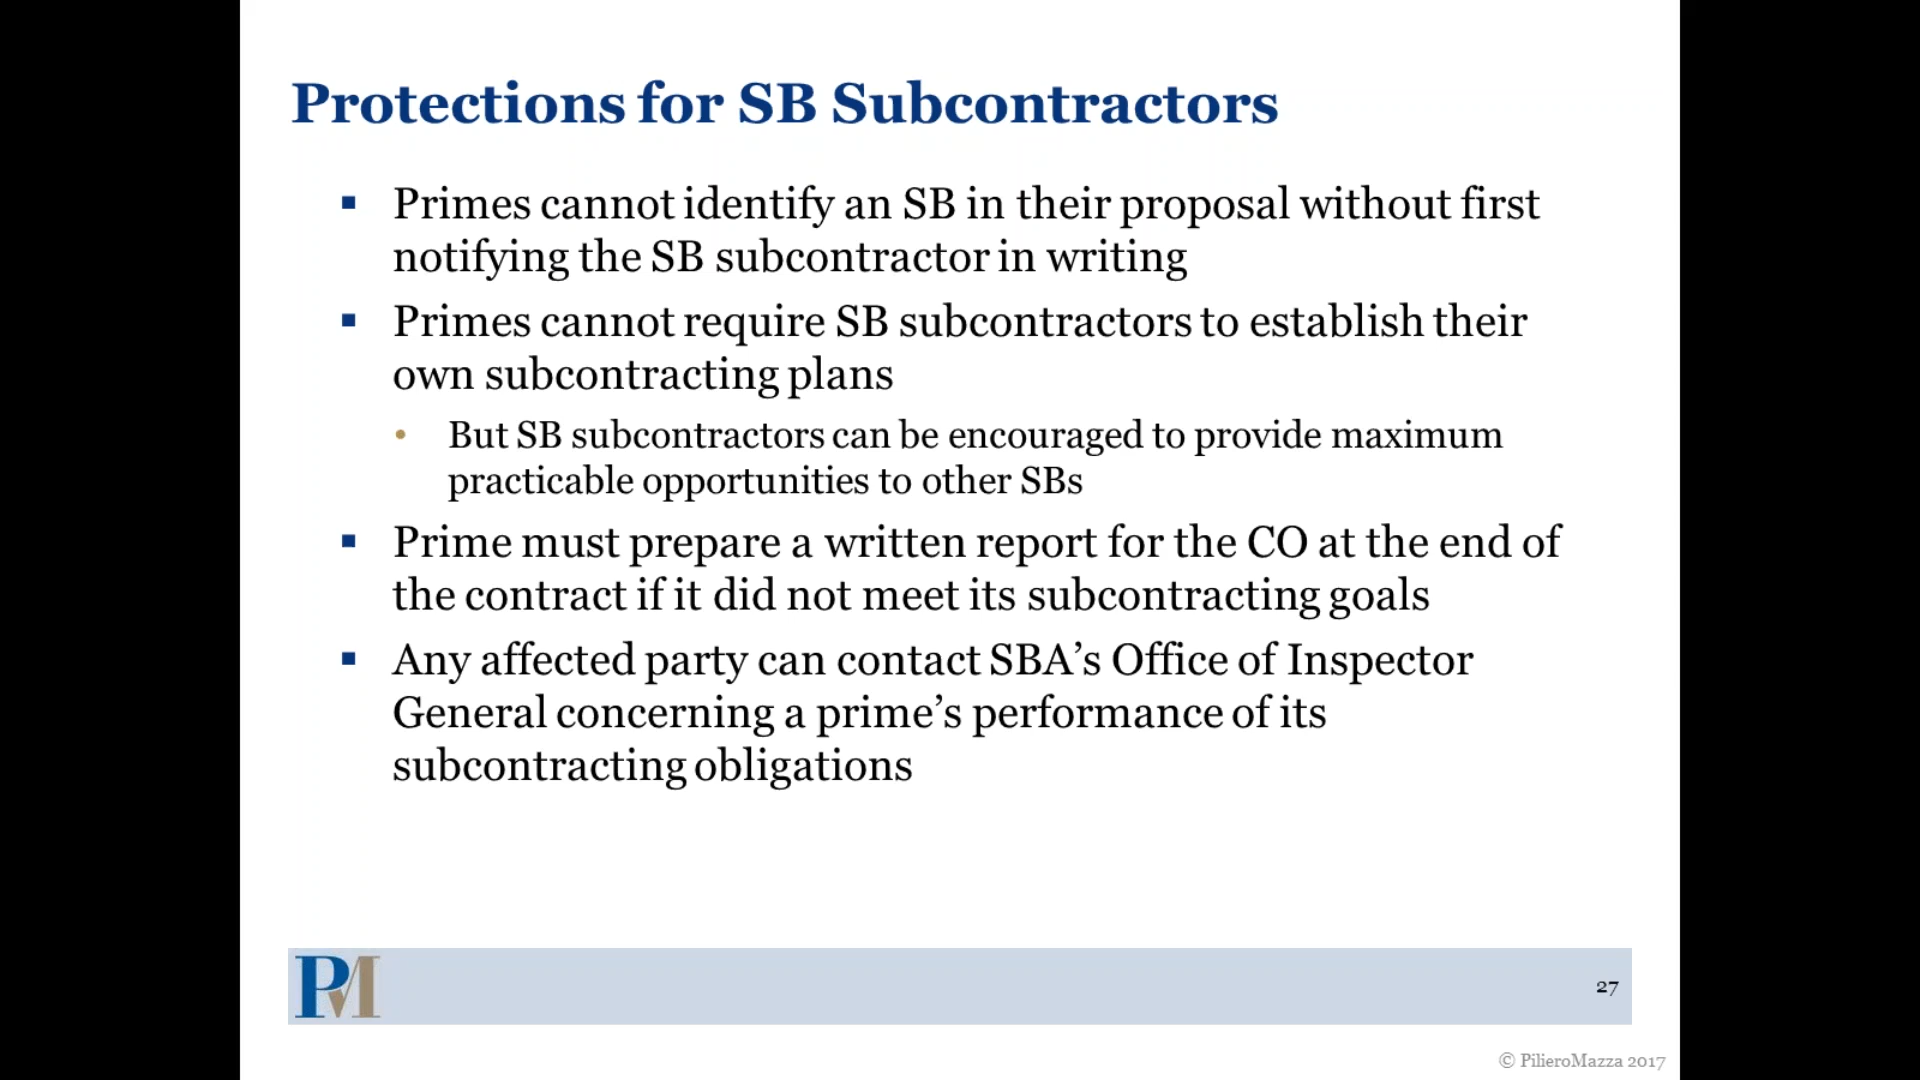 Protections for SB Subcontractors
▪ Primes cannot identify an SB in their proposal without first
notifying the SB subcontractor in writing
▪ Primes cannot require SB subcontractors to establish their
own subcontracting plans
• But SB subcontractors can be encouraged to provide maximum
practicable opportunities to other SBs
▪ Prime must prepare a written report for the CO at the end of
the contract if it did not meet its subcontracting goals
▪ Any affected party can contact SBA’s Office of Inspector
General concerning a prime’s performance of its
subcontracting obligations
PM
27
© PilieroMazza 2017